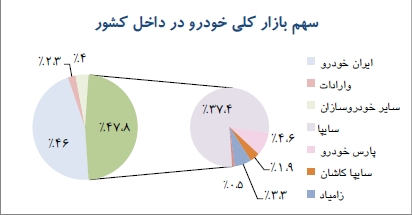 سهم بازار کلی خودرو در داخل کشور
٪۴
٪۲.۳
٪۴۶
٪۴۷.۸
٪۳۷.۴
٪۴.۶
٪۱.۹
٪۳.۳
٪۰.۵
ایران خودرو
وارادات
سایر خودروسازان
سایپا
پارس خودرو
سایپا کاشان
زامیاد